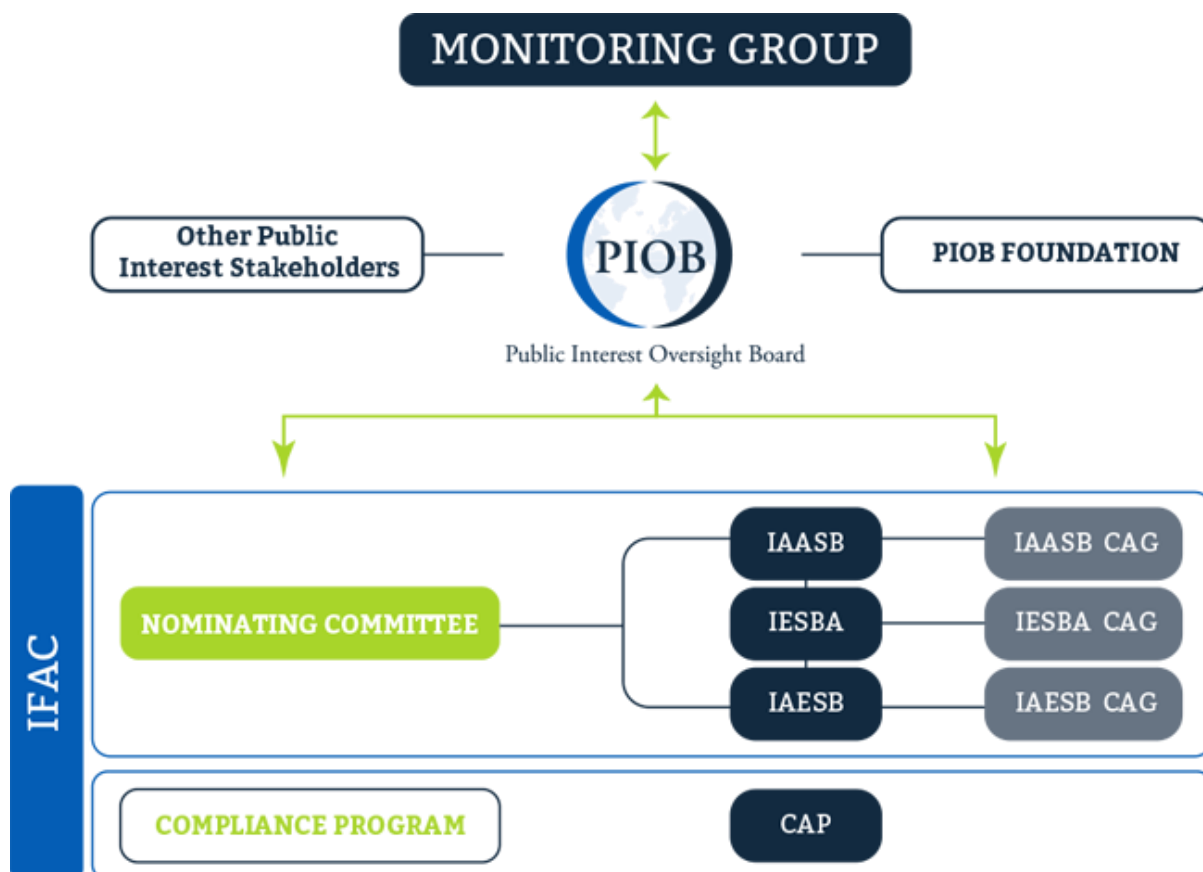 MONITORING GROUP
Other Public
Interest Stakeholders
PIOB
PIOB FOUNDATION
Public Interest Oversight Board
IFAC
NOMINATING COMMITTEE
IAASB
IAASB CAG
IESBA
IESBA CAG
IAESB
IAESB CAG
COMPLIANCE PROGRAM
CAP